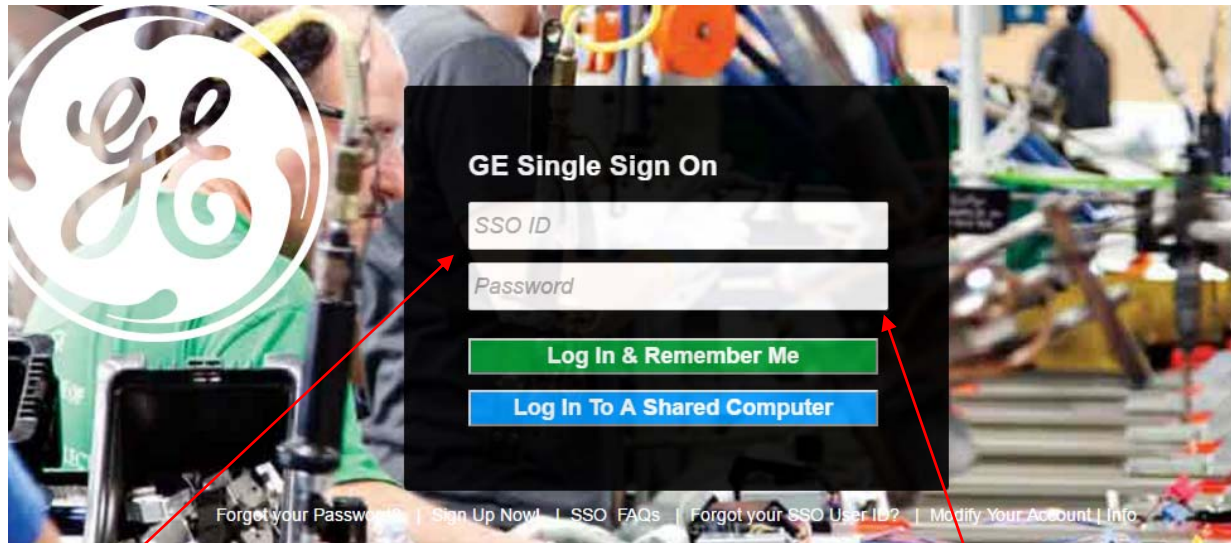 GE
GE Single Sign On
SSO ID
Password
Log In & Remember Me
Log In To A Shared Computer
Forgot your Password? | Sign Up Now! | SSO FAQs | Forgot your SSO User ID? | Modify Your Account | Info